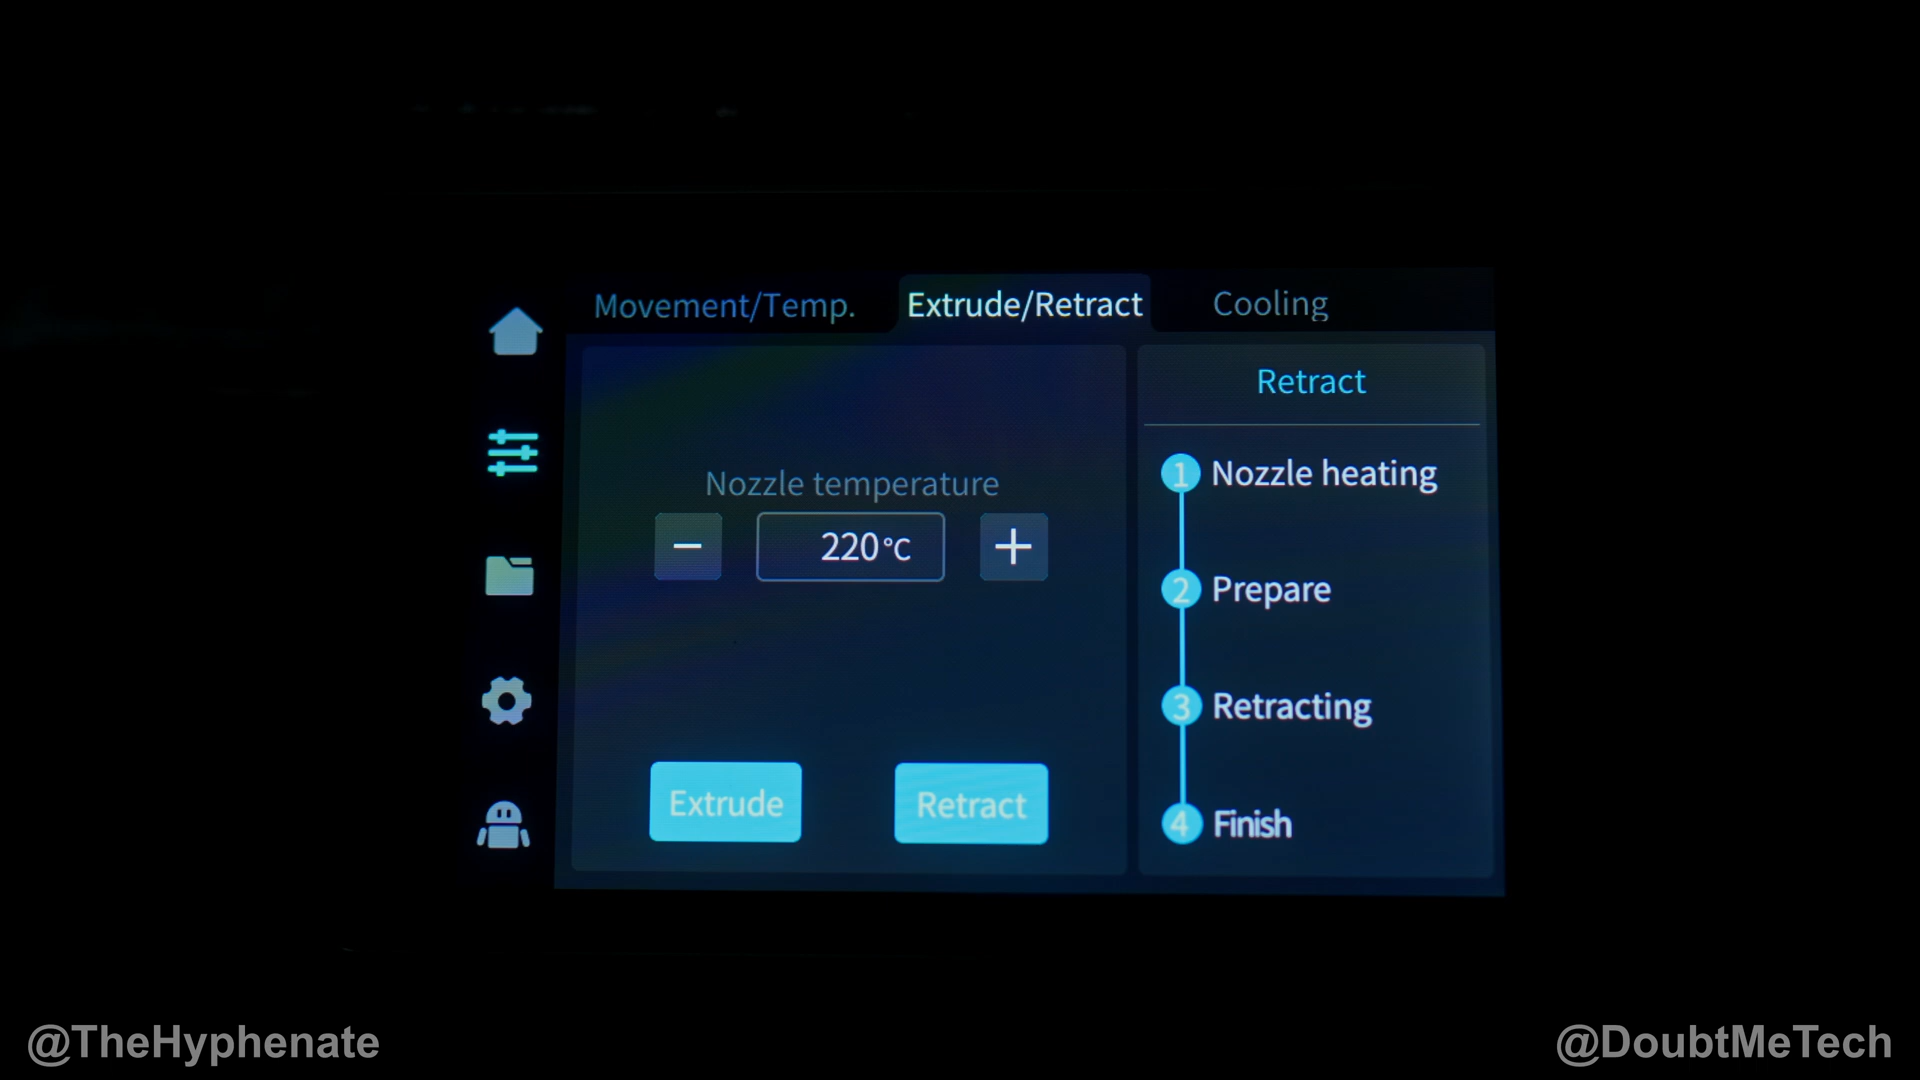 Movement/Temp.
Extrude/Retract
Cooling
Nozzle temperature
− 220°C +
Extrude
Retract
Retract
1 Nozzle heating
2 Prepare
3 Retracting
4 Finish
@TheHyphenate
@DoubtMeTech